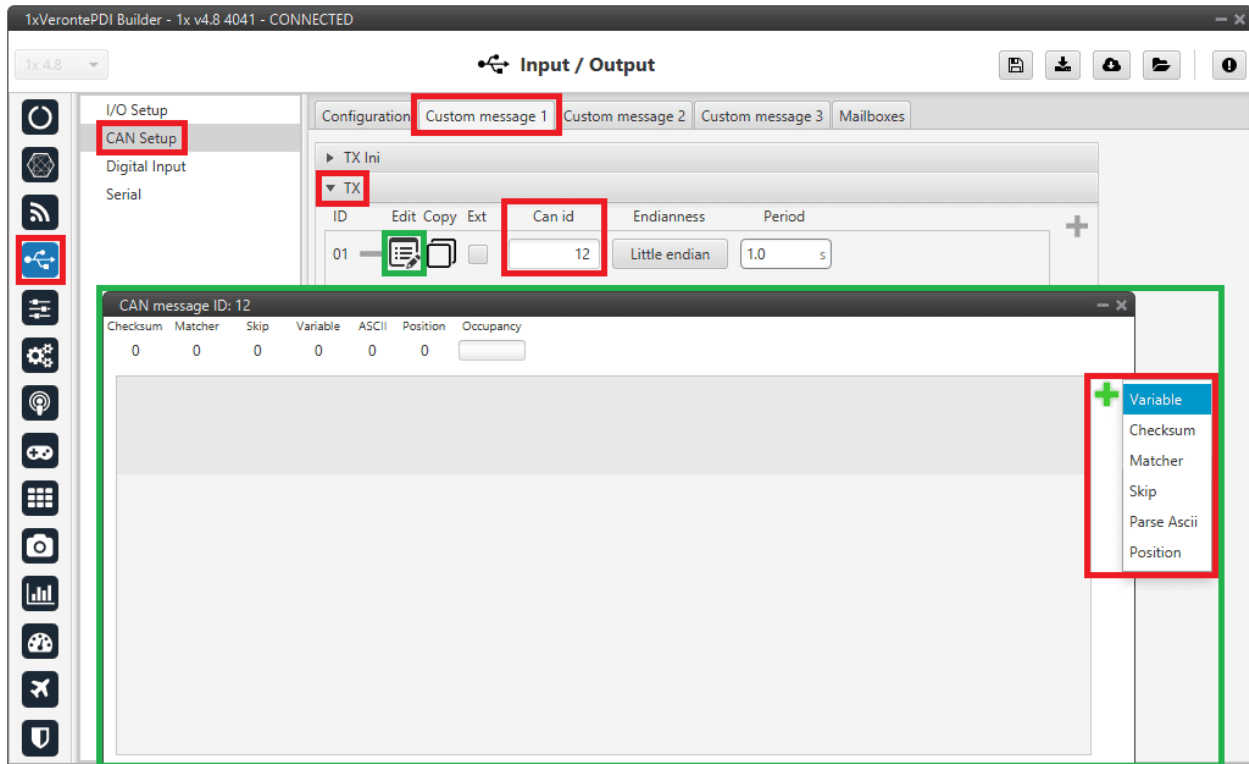 1xVerontePDI Builder - 1x v4.8 4041 - CONNECTED
1x 4.8
Input / Output
I/O Setup
CAN Setup
Digital Input
Serial
Configuration Custom message 1 Custom message 2 Custom message 3 Mailboxes
TX Ini
TX
ID Edit Copy Ext Can id Endianness Period
01 12 Little endian 1.0 s
CAN message ID: 12
Checksum Matcher Skip Variable ASCII Position Occupancy
0 0 0 0 0 0
Variable
Checksum
Matcher
Skip
Parse Ascii
Position